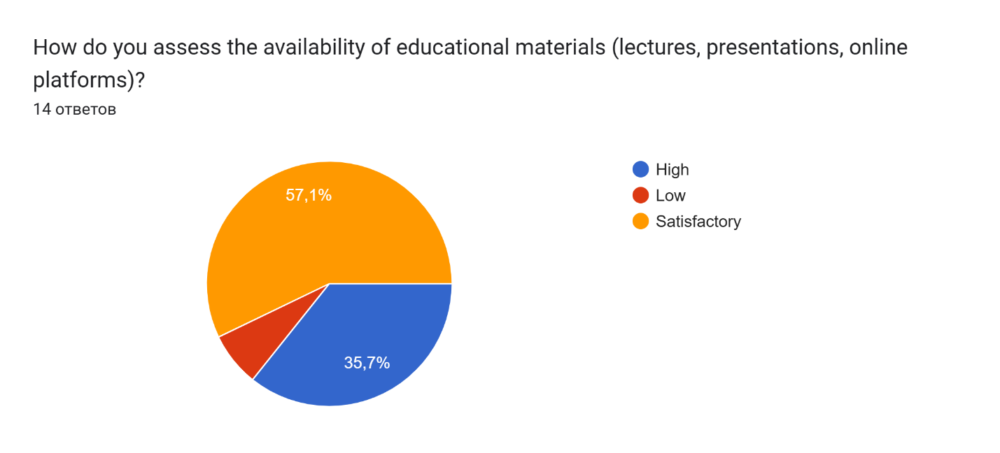 How do you assess the availability of educational materials (lectures, presentations, online
platforms)?
14 ответов
57,1%
35,7%
High
Low
Satisfactory